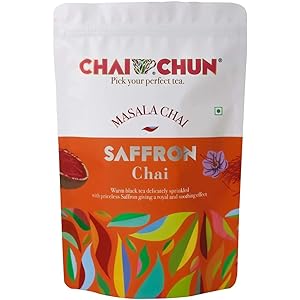 CHAI CHUN®
Pick your perfect tea.
MASALA CHAI
SAFFRON
Chai
Warm black tea delicately sprinkled
with priceless Saffron giving a royal and soothing effect